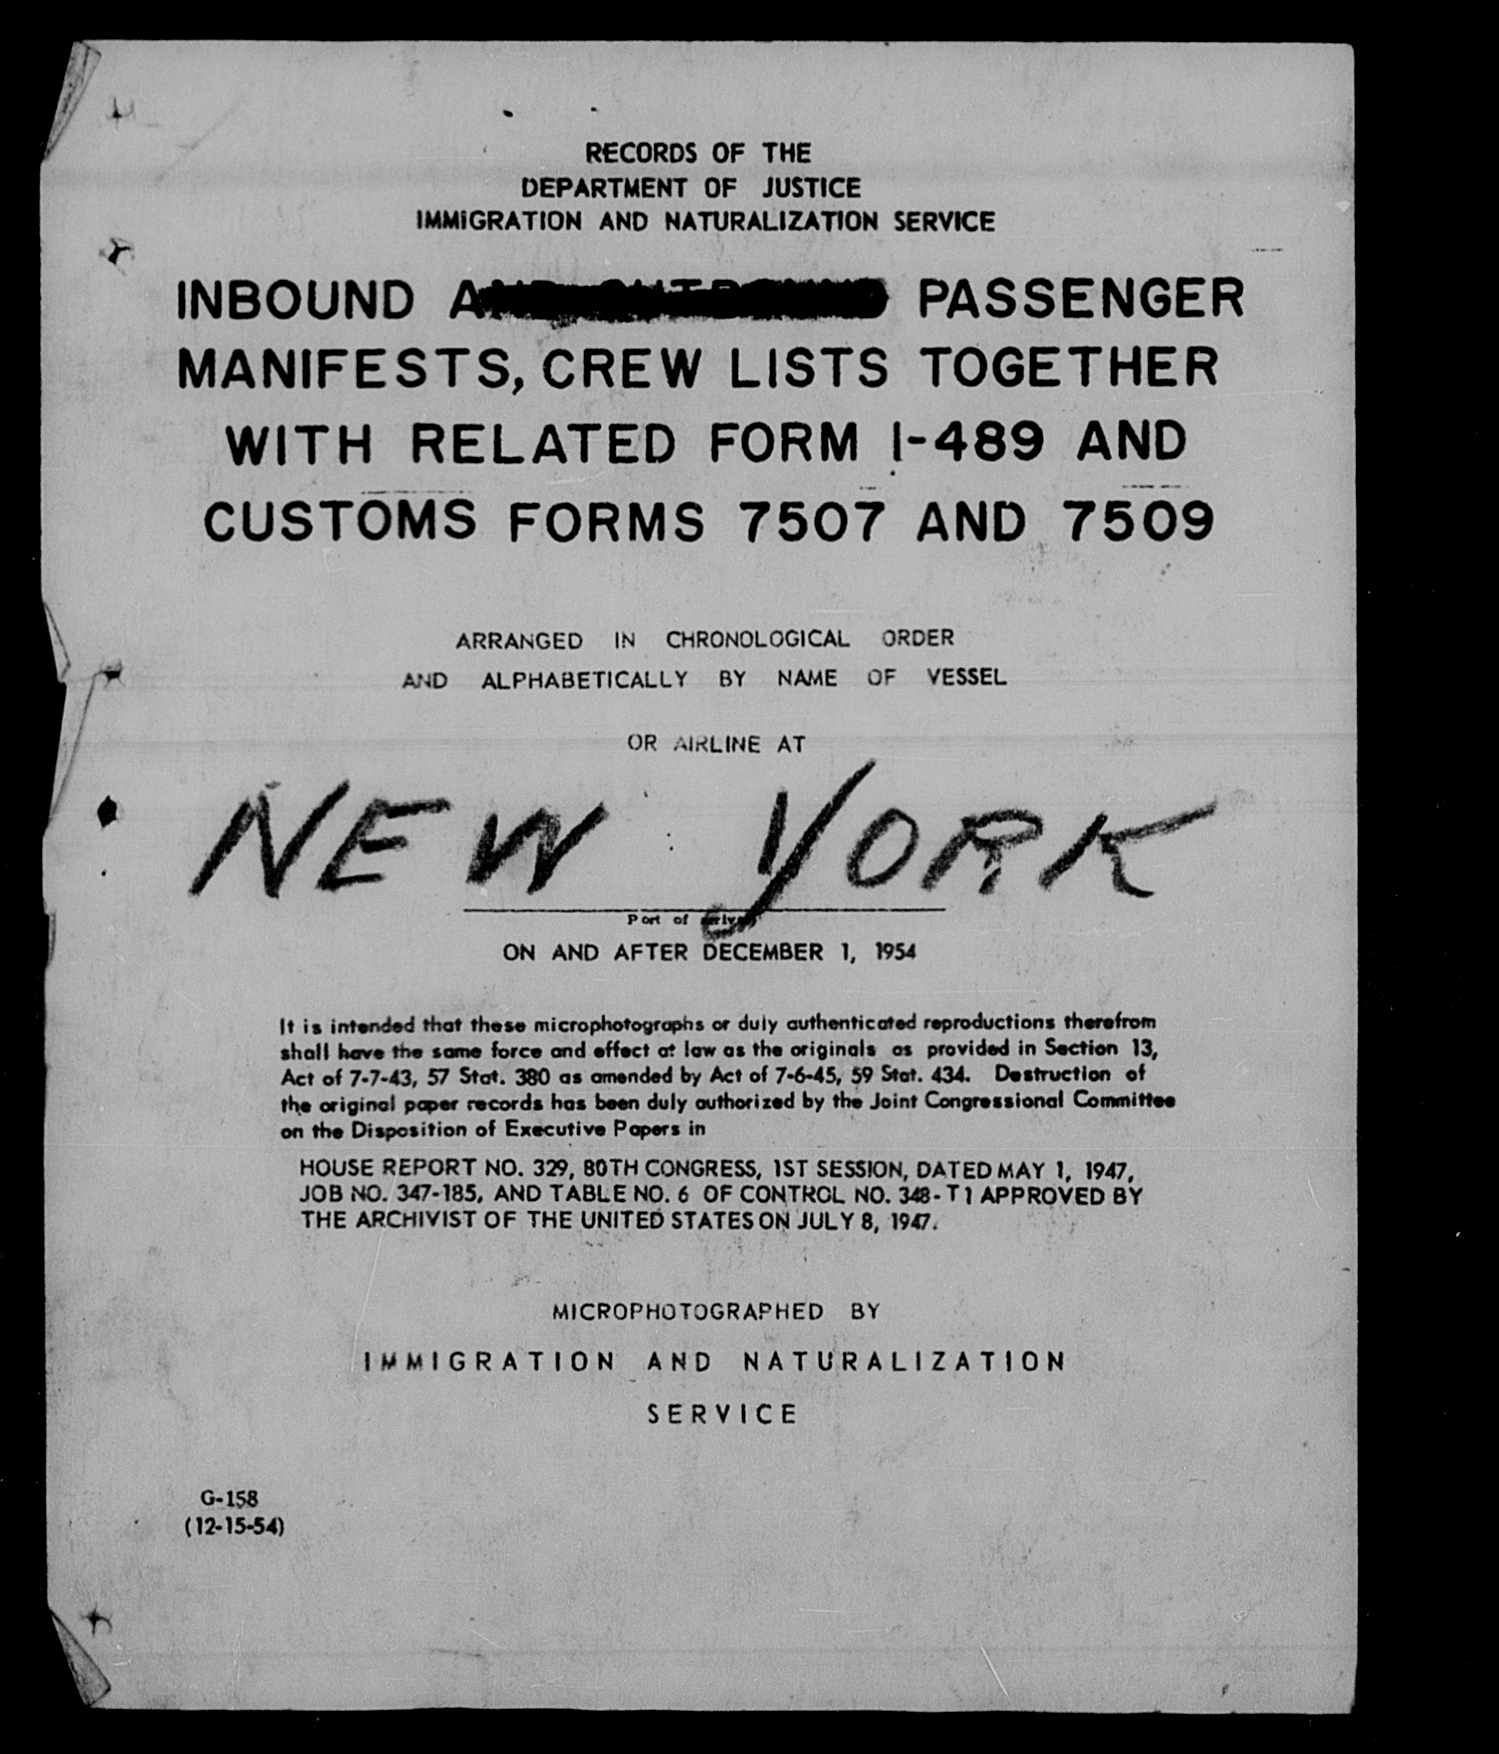 RECORDS OF THE
DEPARTMENT OF JUSTICE
IMMIGRATION AND NATURALIZATION SERVICE
INBOUND PASSENGER
MANIFESTS, CREW LISTS TOGETHER
WITH RELATED FORM I-489 AND
CUSTOMS FORMS 7507 AND 7509
ARRANGED IN CHRONOLOGICAL ORDER
AND ALPHABETICALLY BY NAME OF VESSEL
OR AIRLINE AT
NEW YORK
Port of
ON AND AFTER DECEMBER 1, 1954
It is intended that these microphotographs or duly authenticated reproductions therefrom
shall have the same force and effect at law as the originals as provided in Section 13,
Act of 7-7-43, 57 Stat. 380 as amended by Act of 7-6-45, 59 Stat. 434. Destruction of
the original paper records has been duly authorized by the Joint Congressional Committee
on the Disposition of Executive Papers in
HOUSE REPORT NO. 329, 80TH CONGRESS, 1ST SESSION, DATED MAY 1, 1947,
JOB NO. 347-185, AND TABLE NO. 6 OF CONTROL NO. 348-T1 APPROVED BY
THE ARCHIVIST OF THE UNITED STATES ON JULY 8, 1947.
MICROPHOTOGRAPHED BY
IMMIGRATION AND NATURALIZATION
SERVICE
G-158
(12-15-54)